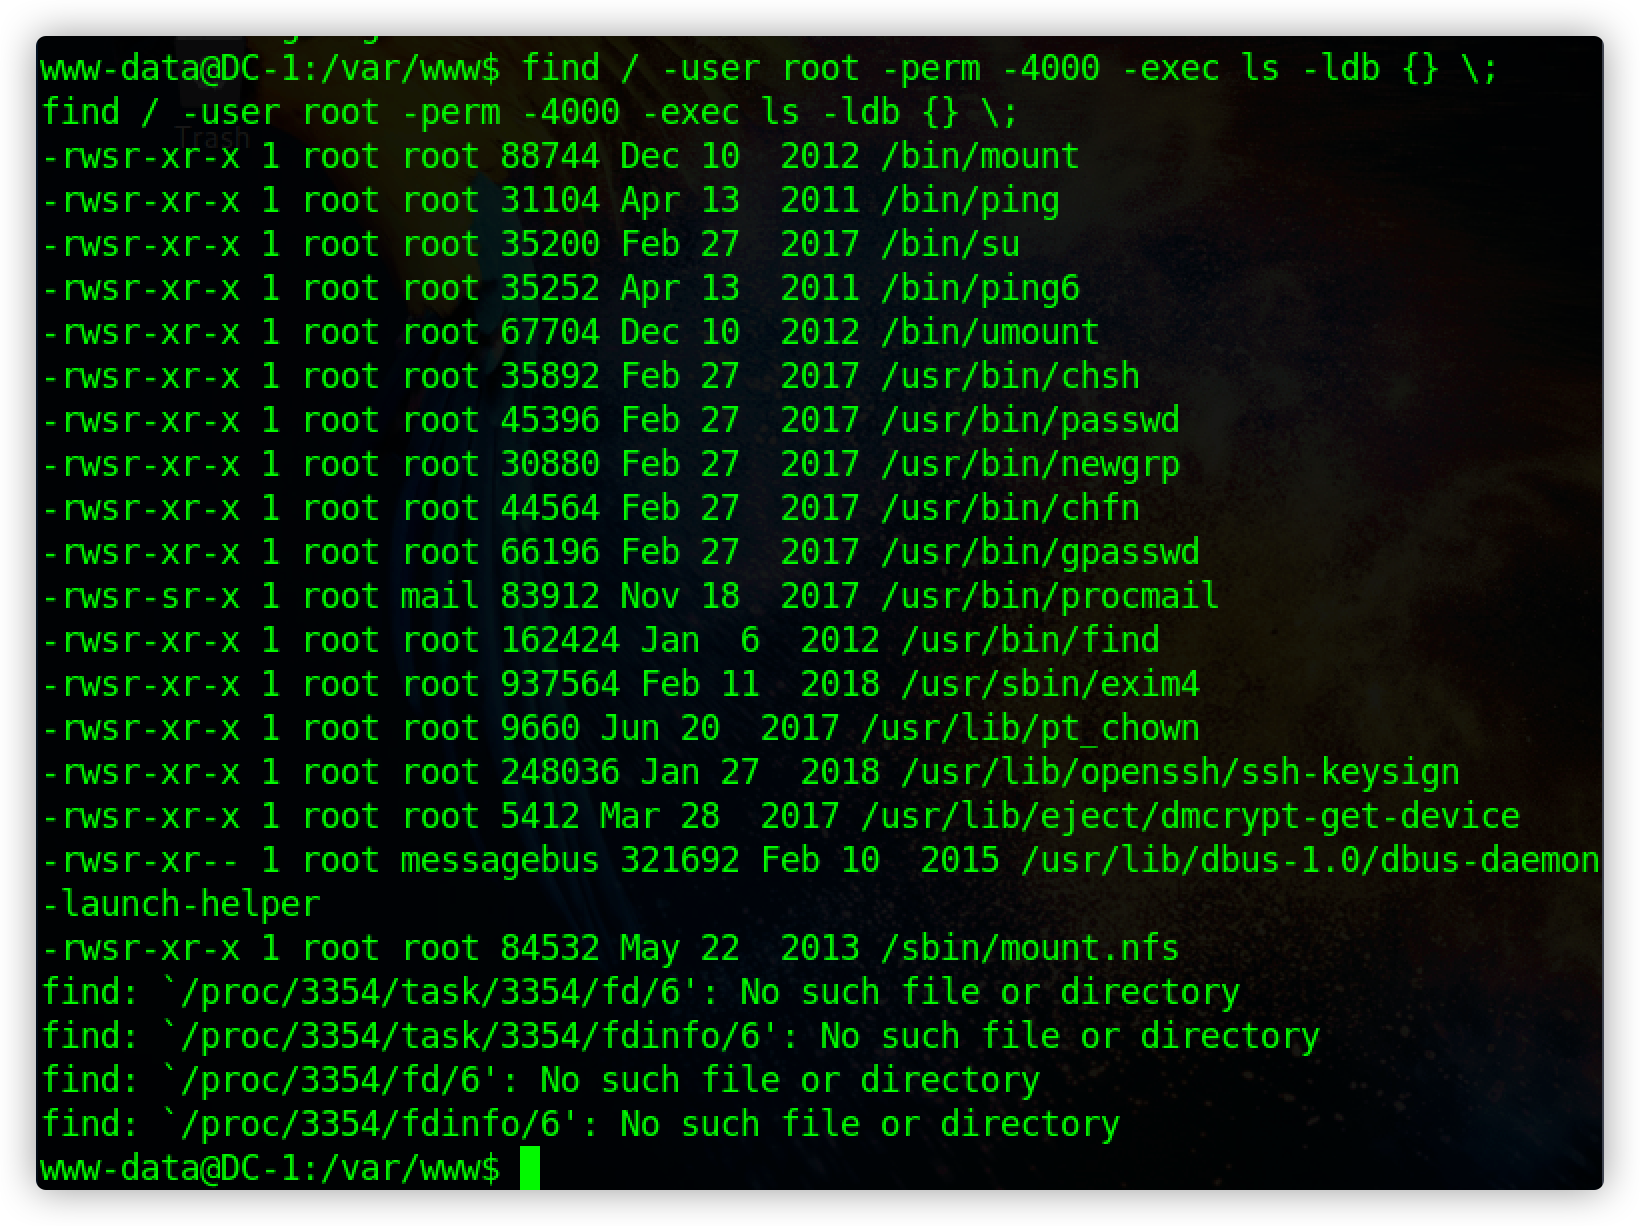 www-data@DC-1:/var/www$ find / -user root -perm -4000 -exec ls -ldb {} \;
find / -user root -perm -4000 -exec ls -ldb {} \;
Trash
-rwsr-xr-x 1 root root 88744 Dec 10  2012 /bin/mount
-rwsr-xr-x 1 root root 31104 Apr 13  2011 /bin/ping
-rwsr-xr-x 1 root root 35200 Feb 27  2017 /bin/su
-rwsr-xr-x 1 root root 35252 Apr 13  2011 /bin/ping6
-rwsr-xr-x 1 root root 67704 Dec 10  2012 /bin/umount
-rwsr-xr-x 1 root root 35892 Feb 27  2017 /usr/bin/chsh
-rwsr-xr-x 1 root root 45396 Feb 27  2017 /usr/bin/passwd
-rwsr-xr-x 1 root root 30880 Feb 27  2017 /usr/bin/newgrp
-rwsr-xr-x 1 root root 44564 Feb 27  2017 /usr/bin/chfn
-rwsr-xr-x 1 root root 66196 Feb 27  2017 /usr/bin/gpasswd
-rwsr-sr-x 1 root mail 83912 Nov 18  2017 /usr/bin/procmail
-rwsr-xr-x 1 root root 162424 Jan  6  2012 /usr/bin/find
-rwsr-xr-x 1 root root 937564 Feb 11  2018 /usr/sbin/exim4
-rwsr-xr-x 1 root root 9660 Jun 20  2017 /usr/lib/pt_chown
-rwsr-xr-x 1 root root 248036 Jan 27  2018 /usr/lib/openssh/ssh-keysign
-rwsr-xr-x 1 root root 5412 Mar 28  2017 /usr/lib/eject/dmcrypt-get-device
-rwsr-xr-- 1 root messagebus 321692 Feb 10  2015 /usr/lib/dbus-1.0/dbus-daemon
-launch-helper
-rwsr-xr-x 1 root root 84532 May 22  2013 /sbin/mount.nfs
find: `/proc/3354/task/3354/fd/6': No such file or directory
find: `/proc/3354/task/3354/fdinfo/6': No such file or directory
find: `/proc/3354/fd/6': No such file or directory
find: `/proc/3354/fdinfo/6': No such file or directory
www-data@DC-1:/var/www$